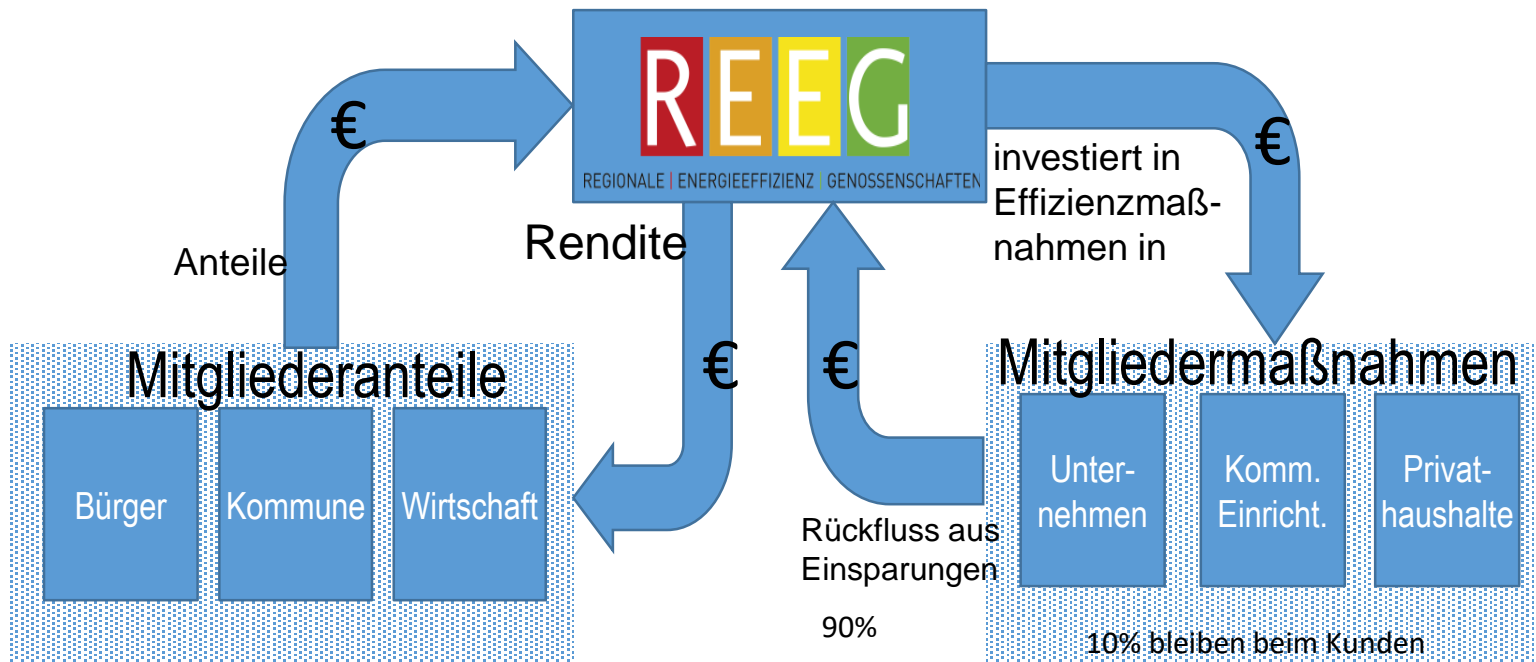 REEG
REGIONALE | ENERGIEEFFIZIENZ | GENOSSENSCHAFTEN
€
Anteile
Rendite
€
investiert in
Effizienzmaß-
nahmen in
€
€
Mitgliederanteile
Bürger
Kommune
Wirtschaft
Mitgliedermaßnahmen
Unter-
nehmen
Komm.
Einricht.
Privat-
haushalte
Rückfluss aus
Einsparungen
90%
10% bleiben beim Kunden